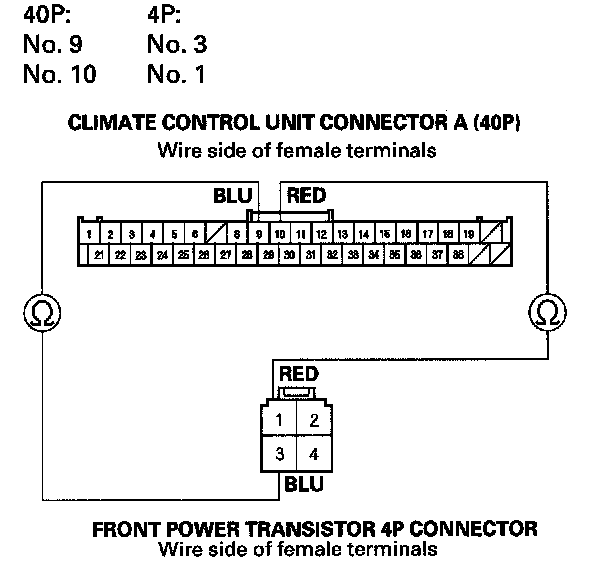 40P: 4P:
No. 9 No. 3
No. 10 No. 1
CLIMATE CONTROL UNIT CONNECTOR A (40P)
Wire side of female terminals
BLU RED
1 2 3 4 5 6 8 9 10 11 12 13 14 15 16 17 18 19
21 22 23 24 25 26 27 28 29 30 31 32 33 34 35 36 37 38
Ω Ω
RED
1 2
3 4
BLU
FRONT POWER TRANSISTOR 4P CONNECTOR
Wire side of female terminals